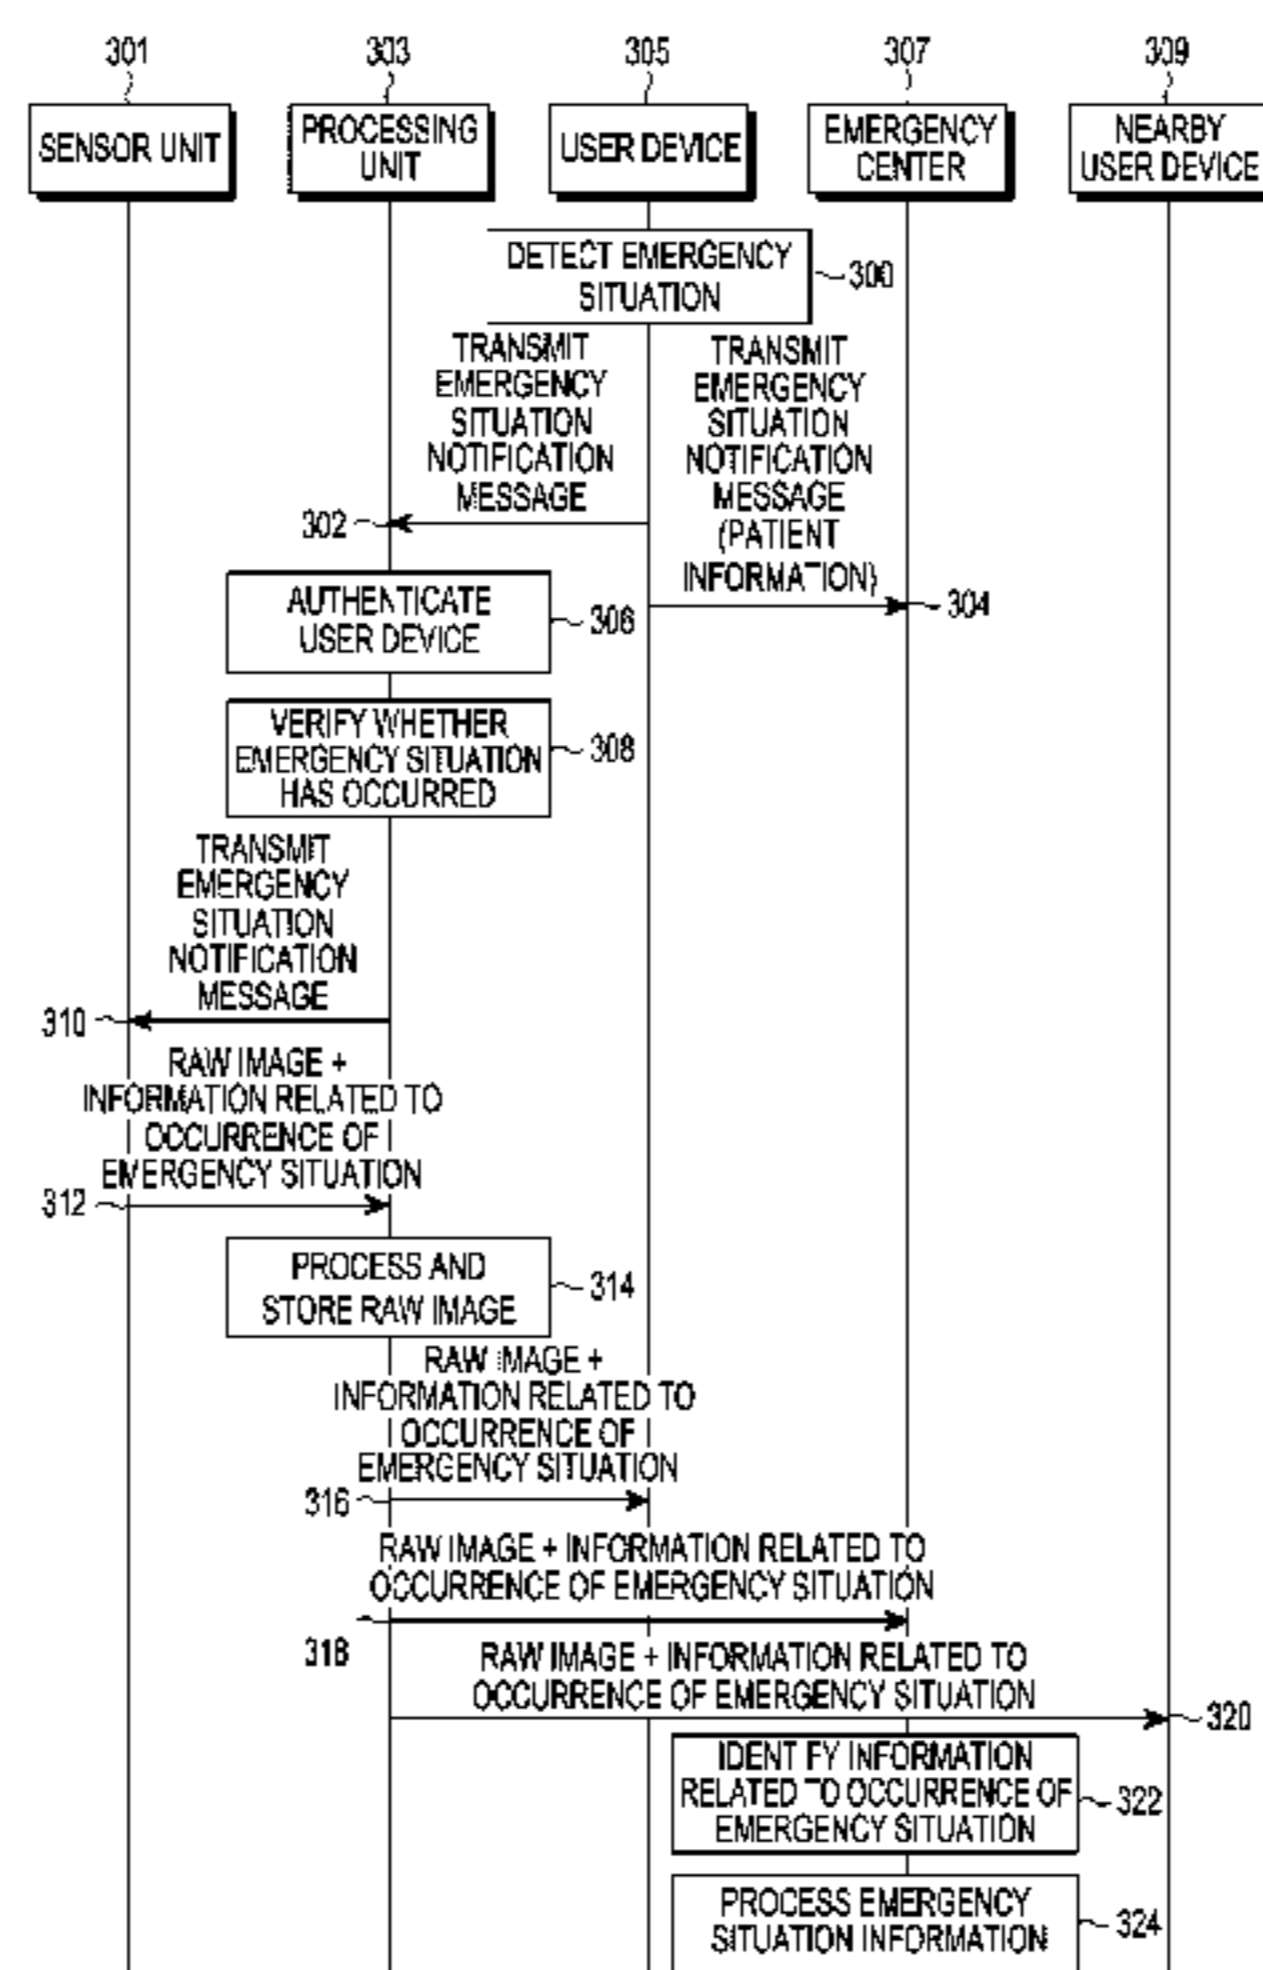 301
303
305
307
309
SENSOR UNIT
PROCESSING
UNIT
USER DEVICE
EMERGENCY
CENTER
NEARBY
USER DEVICE
DETECT EMERGENCY
SITUATION
300
TRANSMIT
EMERGENCY
SITUATION
NOTIFICATION
MESSAGE
302
TRANSMIT
EMERGENCY
SITUATION
NOTIFICATION
MESSAGE
(PATIENT
INFORMATION)
304
AUTHENTICATE
USER DEVICE
306
VERIFY WHETHER
EMERGENCY SITUATION
HAS OCCURRED
308
TRANSMIT
EMERGENCY
SITUATION
NOTIFICATION
MESSAGE
310
RAW IMAGE +
INFORMATION RELATED TO
OCCURRENCE OF
EMERGENCY SITUATION
312
PROCESS AND
STORE RAW IMAGE
314
RAW IMAGE +
INFORMATION RELATED TO
OCCURRENCE OF
EMERGENCY SITUATION
316
RAW IMAGE + INFORMATION RELATED TO
OCCURRENCE OF EMERGENCY SITUATION
318
RAW IMAGE + INFORMATION RELATED TO
OCCURRENCE OF EMERGENCY SITUATION
320
IDENTIFY INFORMATION
RELATED TO OCCURRENCE OF
EMERGENCY SITUATION
322
PROCESS EMERGENCY
SITUATION INFORMATION
324